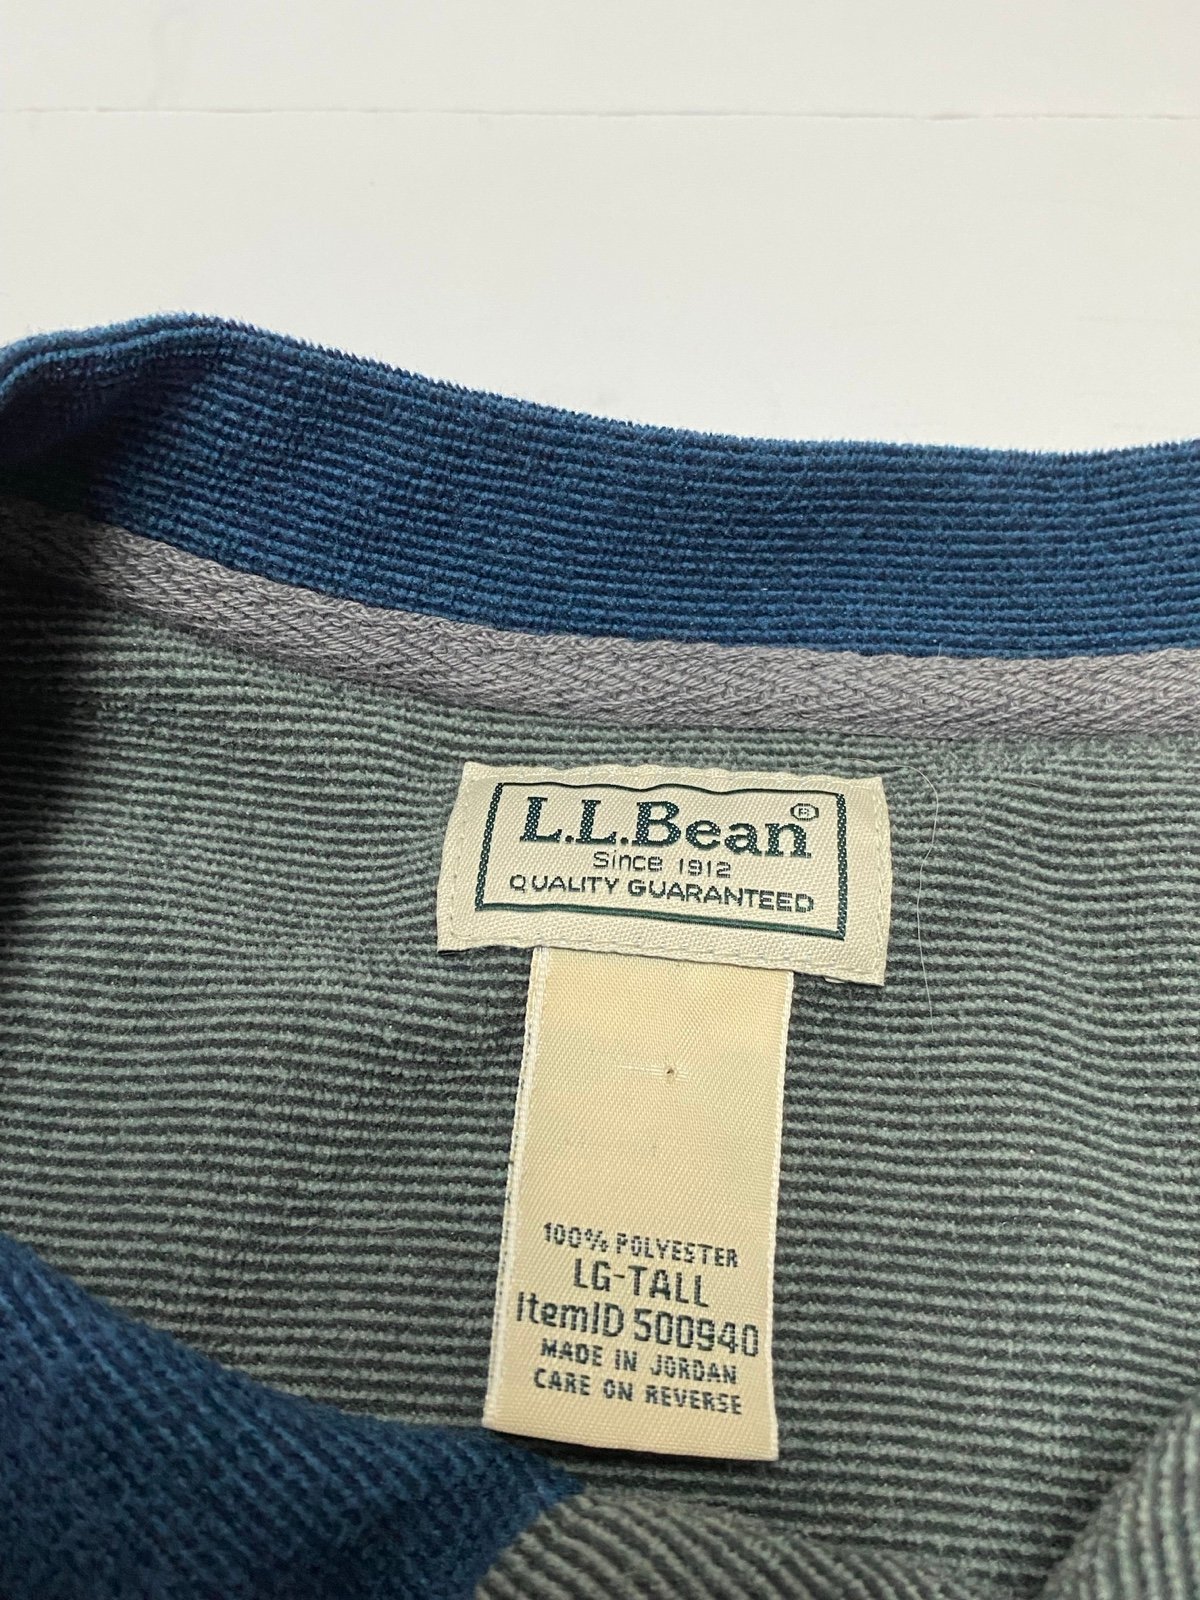 L.L.Bean®
Since 1912
QUALITY GUARANTEED
100% POLYESTER
LG-TALL
ItemID 500940
MADE IN JORDAN
CARE ON REVERSE